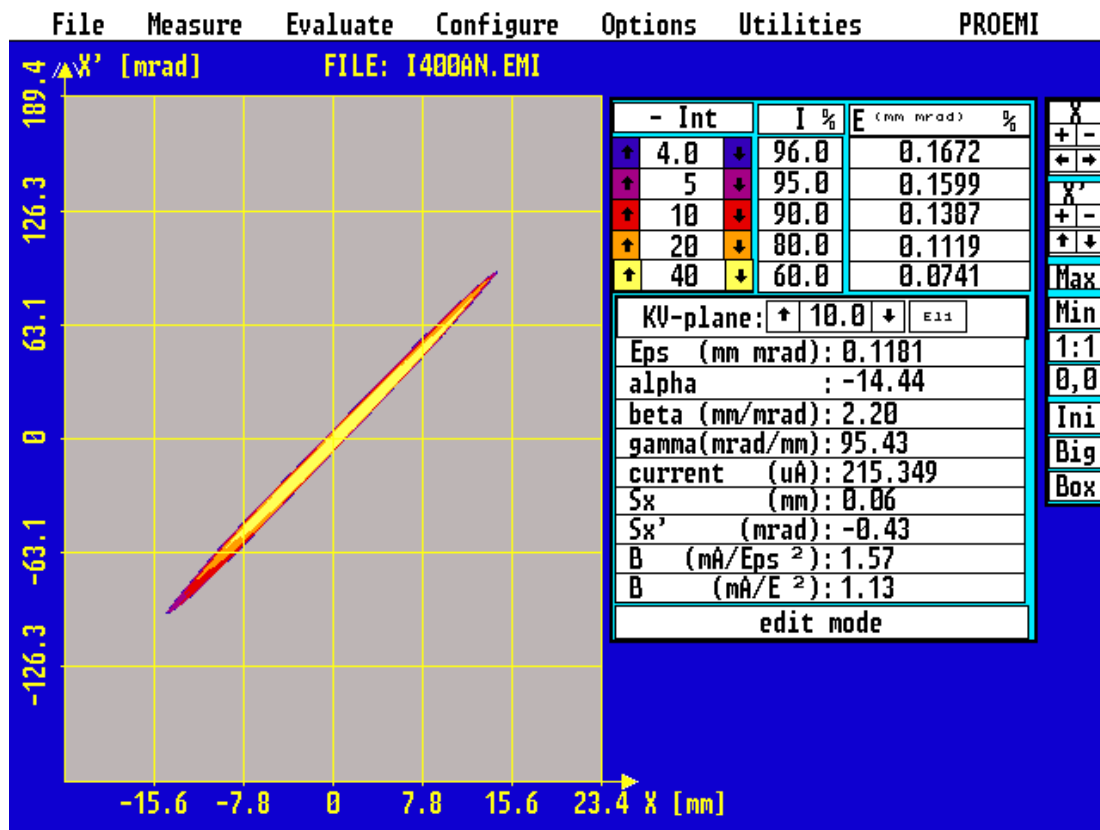 File Measure Evaluate Configure Options Utilities PROEMI
X' [mrad] FILE: I400AN.EMI
189.4
126.3
63.1
0
-63.1
-126.3
-15.6 -7.8 0 7.8 15.6 23.4 X [mm]
- Int I % E (mm mrad) %
4.0 96.0 0.1672
5 95.0 0.1599
10 90.0 0.1387
20 80.0 0.1119
40 60.0 0.0741
KV-plane: 10.0 Ell
Eps (mm mrad): 0.1181
alpha : -14.44
beta (mm/mrad): 2.20
gamma(mrad/mm): 95.43
current (uA): 215.349
Sx (mm): 0.06
Sx' (mrad): -0.43
B (mA/Eps ²): 1.57
B (mA/E ²): 1.13
edit mode
X
+ -
X'
+ -
Max
Min
1:1
0,0
Ini
Big
Box